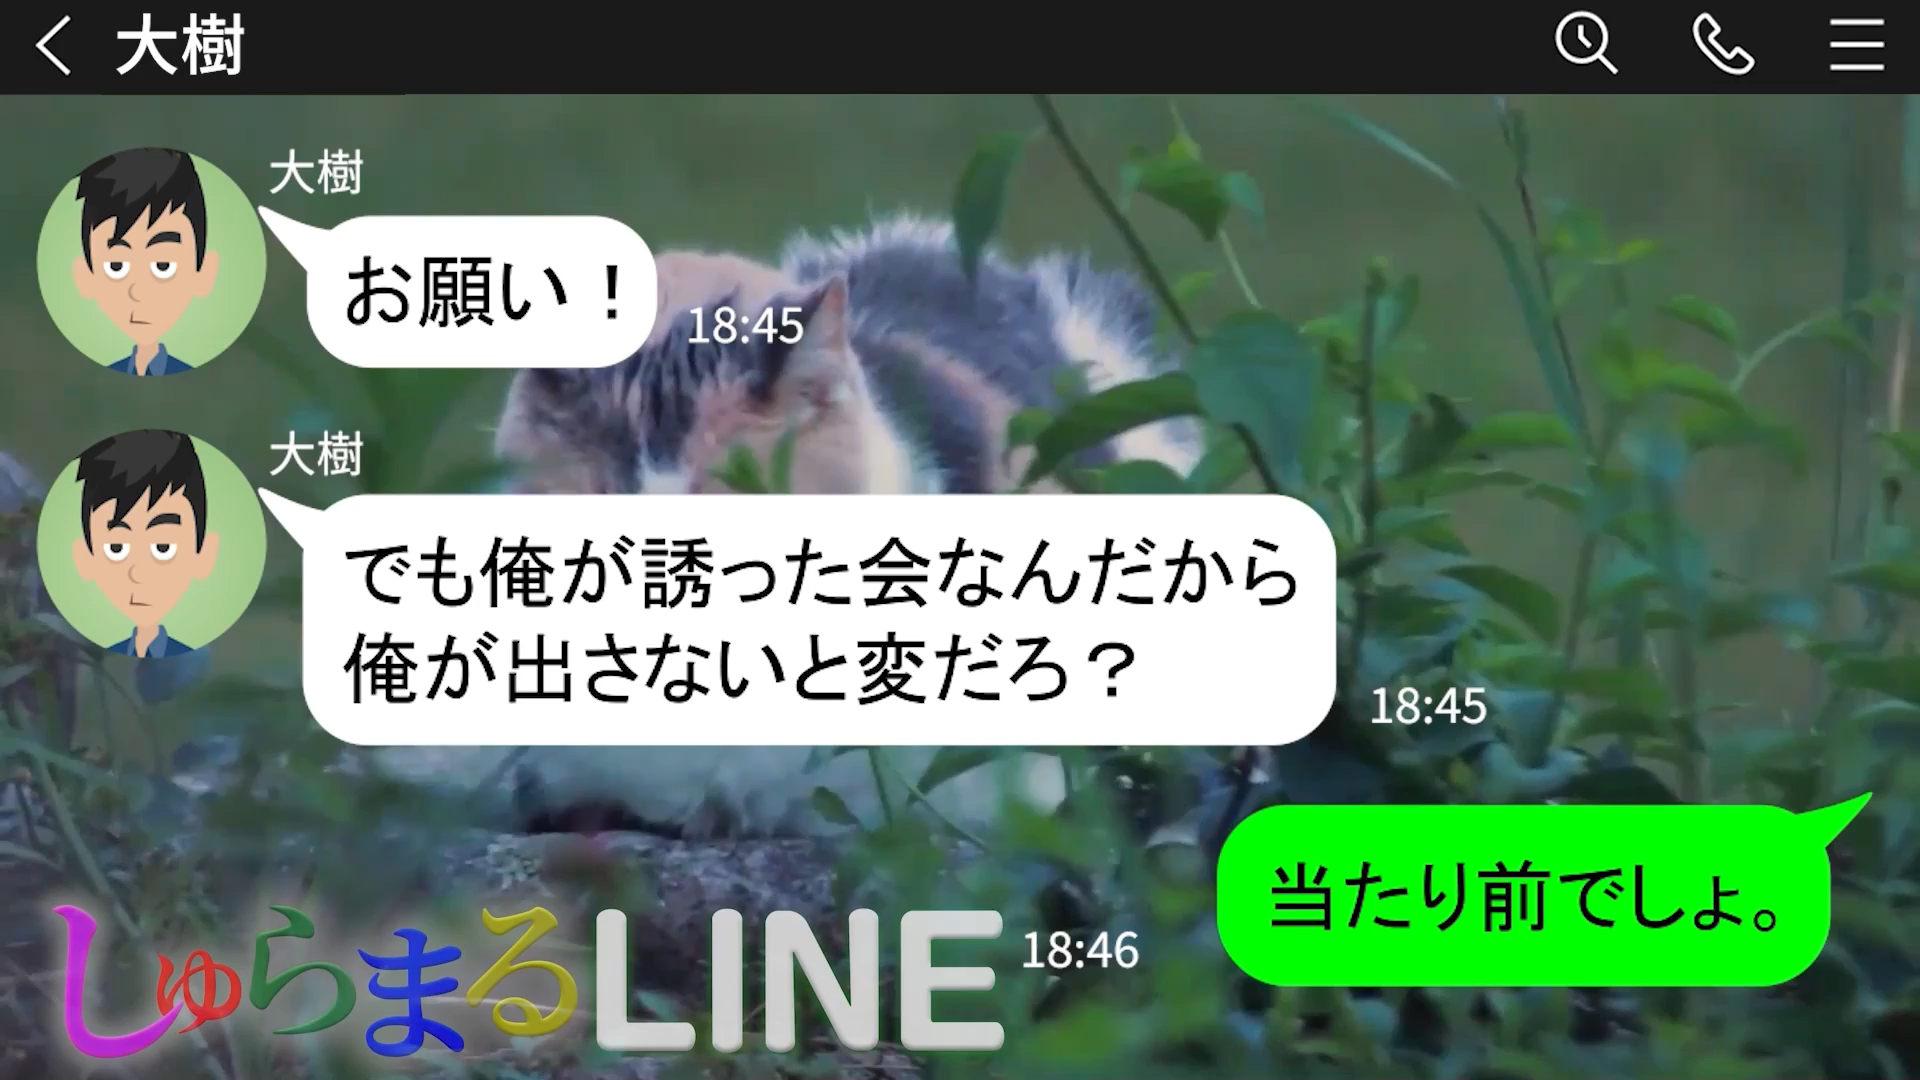 大樹
大樹
お願い！
18:45
大樹
でも俺が誘った会なんだから
俺が出さないと変だろ？
18:45
当たり前でしょ。
18:46
しゅらまるLINE